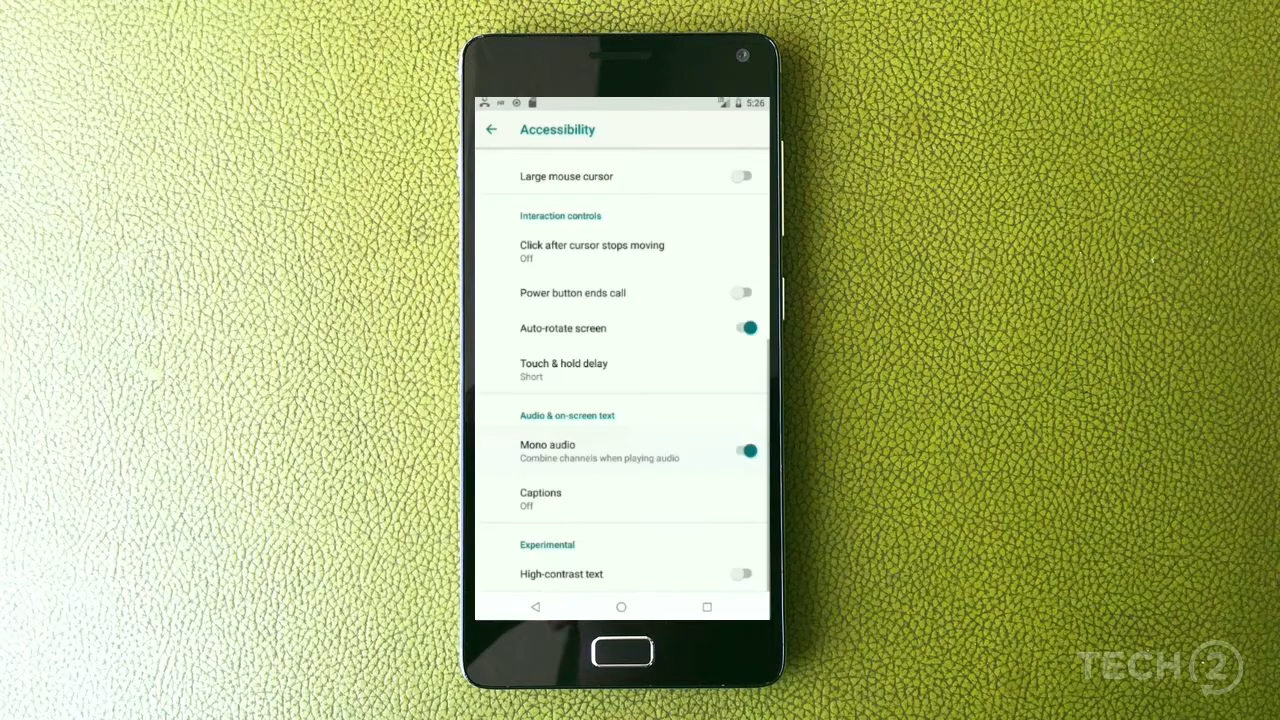 5:26
Accessibility
Large mouse cursor
Interaction controls
Click after cursor stops moving
Off
Power button ends call
Auto-rotate screen
Touch & hold delay
Short
Audio & on-screen text
Mono audio
Combine channels when playing audio
Captions
Off
Experimental
High-contrast text
TECH 2